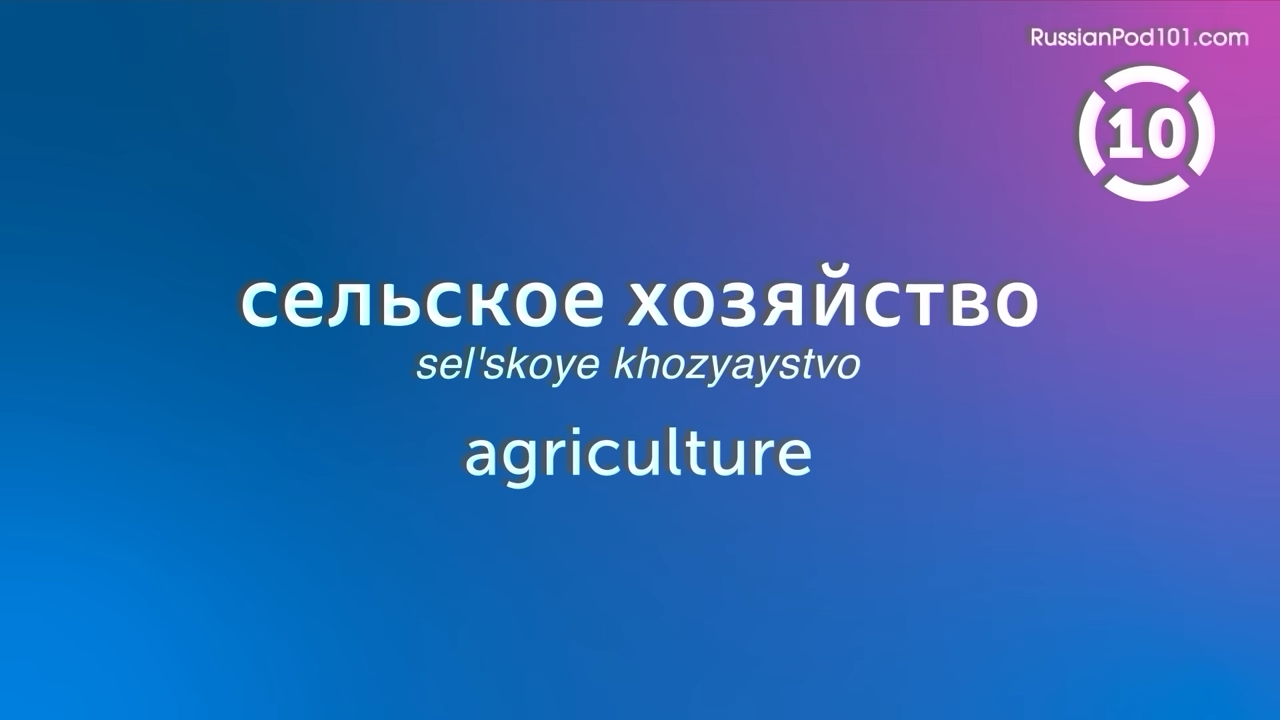 RussianPod101.com
10
сельское хозяйство
sel'skoye khozyaystvo
agriculture